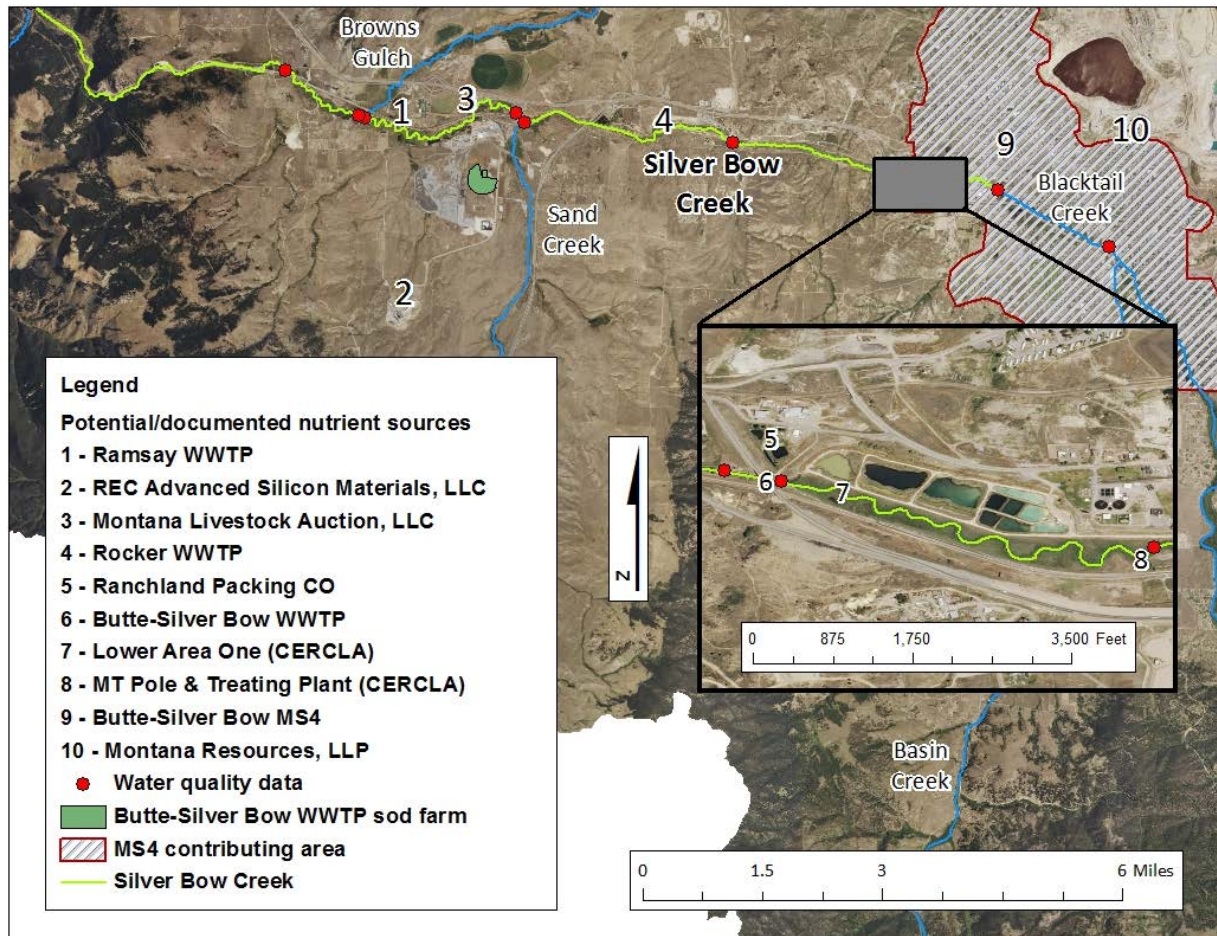 Browns
Gulch
1
3
4
9
10
Silver Bow
Creek
Blacktail
Creek
Sand
Creek
2
Legend
Potential/documented nutrient sources
1 - Ramsay WWTP
2 - REC Advanced Silicon Materials, LLC
3 - Montana Livestock Auction, LLC
4 - Rocker WWTP
5 - Ranchland Packing CO
6 - Butte-Silver Bow WWTP
7 - Lower Area One (CERCLA)
8 - MT Pole & Treating Plant (CERCLA)
9 - Butte-Silver Bow MS4
10 - Montana Resources, LLP
Water quality data
Butte-Silver Bow WWTP sod farm
MS4 contributing area
Silver Bow Creek
N
5
6
7
8
0 875 1,750 3,500 Feet
Basin
Creek
0 1.5 3 6 Miles